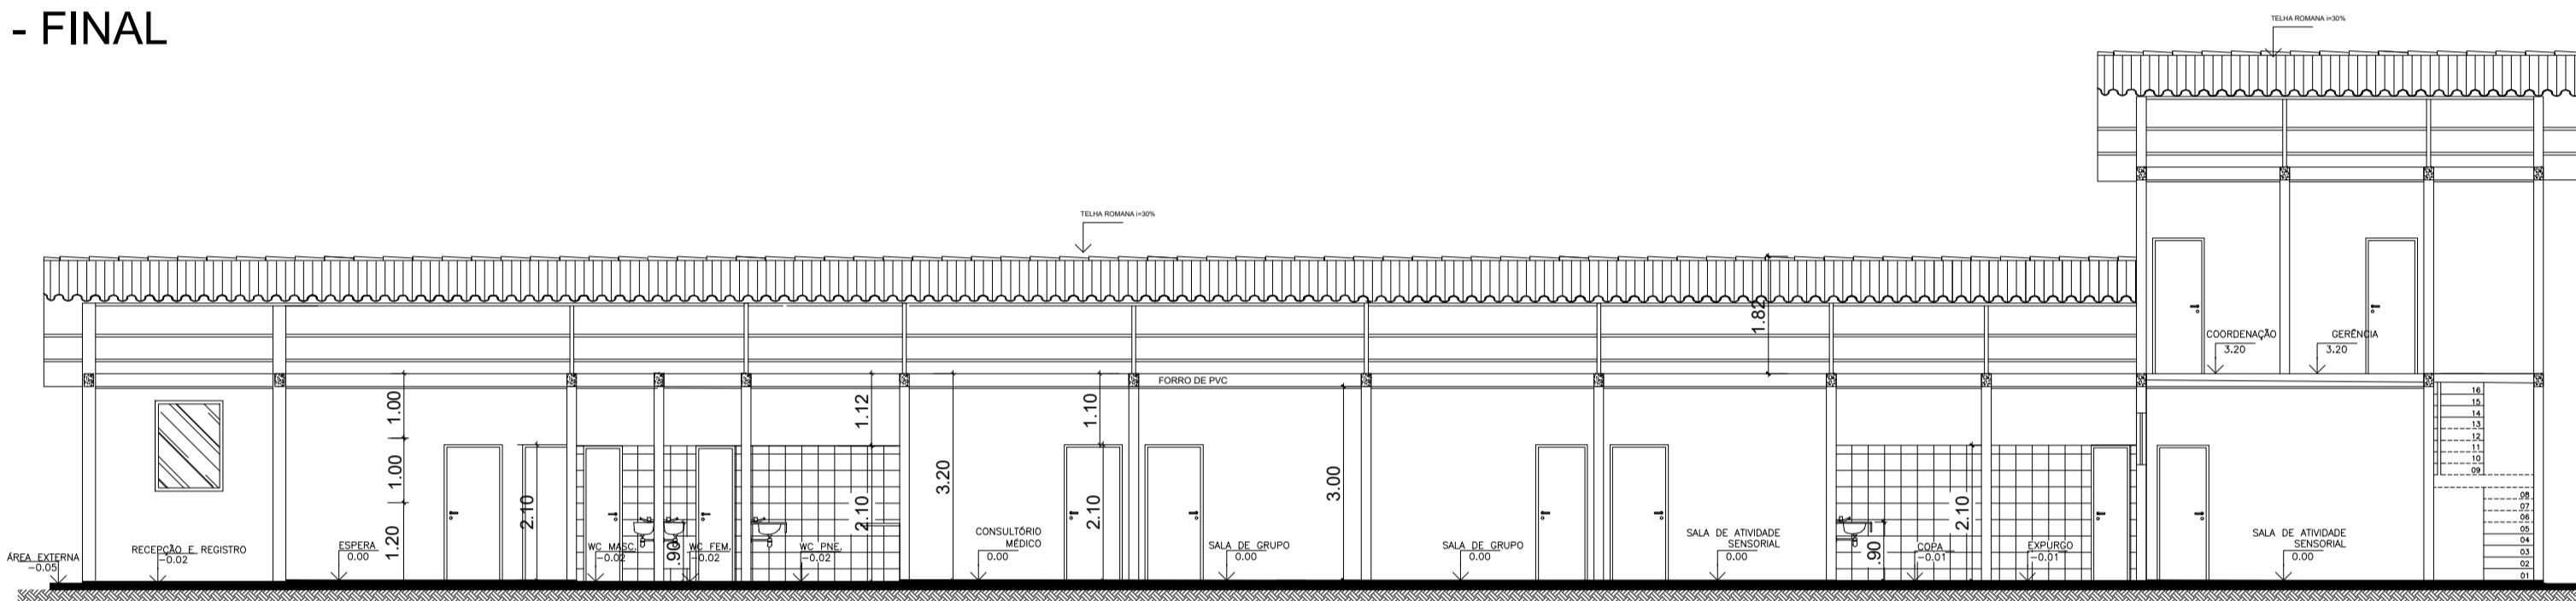 - FINAL
TELHA ROMANA i=30%
TELHA ROMANA i=30%
1.82
COORDENAÇÃO
3.20
GERÊNCIA
3.20
FORRO DE PVC
1.00
1.00
1.20
2.10
1.12
2.10
3.20
1.10
2.10
3.00
.90
.90
2.10
ÁREA EXTERNA
-0.05
RECEPÇÃO E REGISTRO
-0.02
ESPERA
0.00
WC MASC.
-0.02
WC FEM.
-0.02
WC PNE.
-0.02
CONSULTÓRIO
MÉDICO
0.00
SALA DE GRUPO
0.00
SALA DE GRUPO
0.00
SALA DE ATIVIDADE
SENSORIAL
0.00
COPA
-0.01
EXPURGO
-0.01
SALA DE ATIVIDADE
SENSORIAL
0.00
16
15
14
13
12
11
10
09
08
07
06
05
04
03
02
01